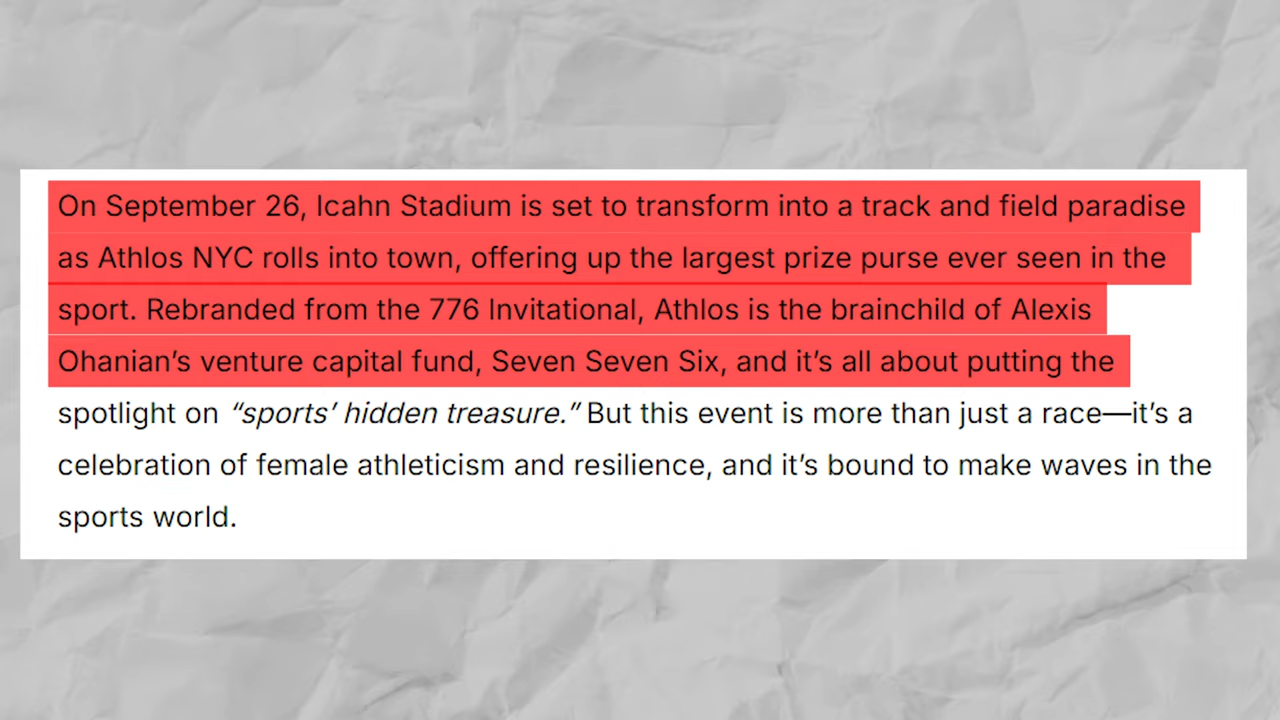 On September 26, Icahn Stadium is set to transform into a track and field paradise
as Athlos NYC rolls into town, offering up the largest prize purse ever seen in the
sport. Rebranded from the 776 Invitational, Athlos is the brainchild of Alexis
Ohanian’s venture capital fund, Seven Seven Six, and it’s all about putting the
spotlight on “sports’ hidden treasure.” But this event is more than just a race—it’s a
celebration of female athleticism and resilience, and it’s bound to make waves in the
sports world.